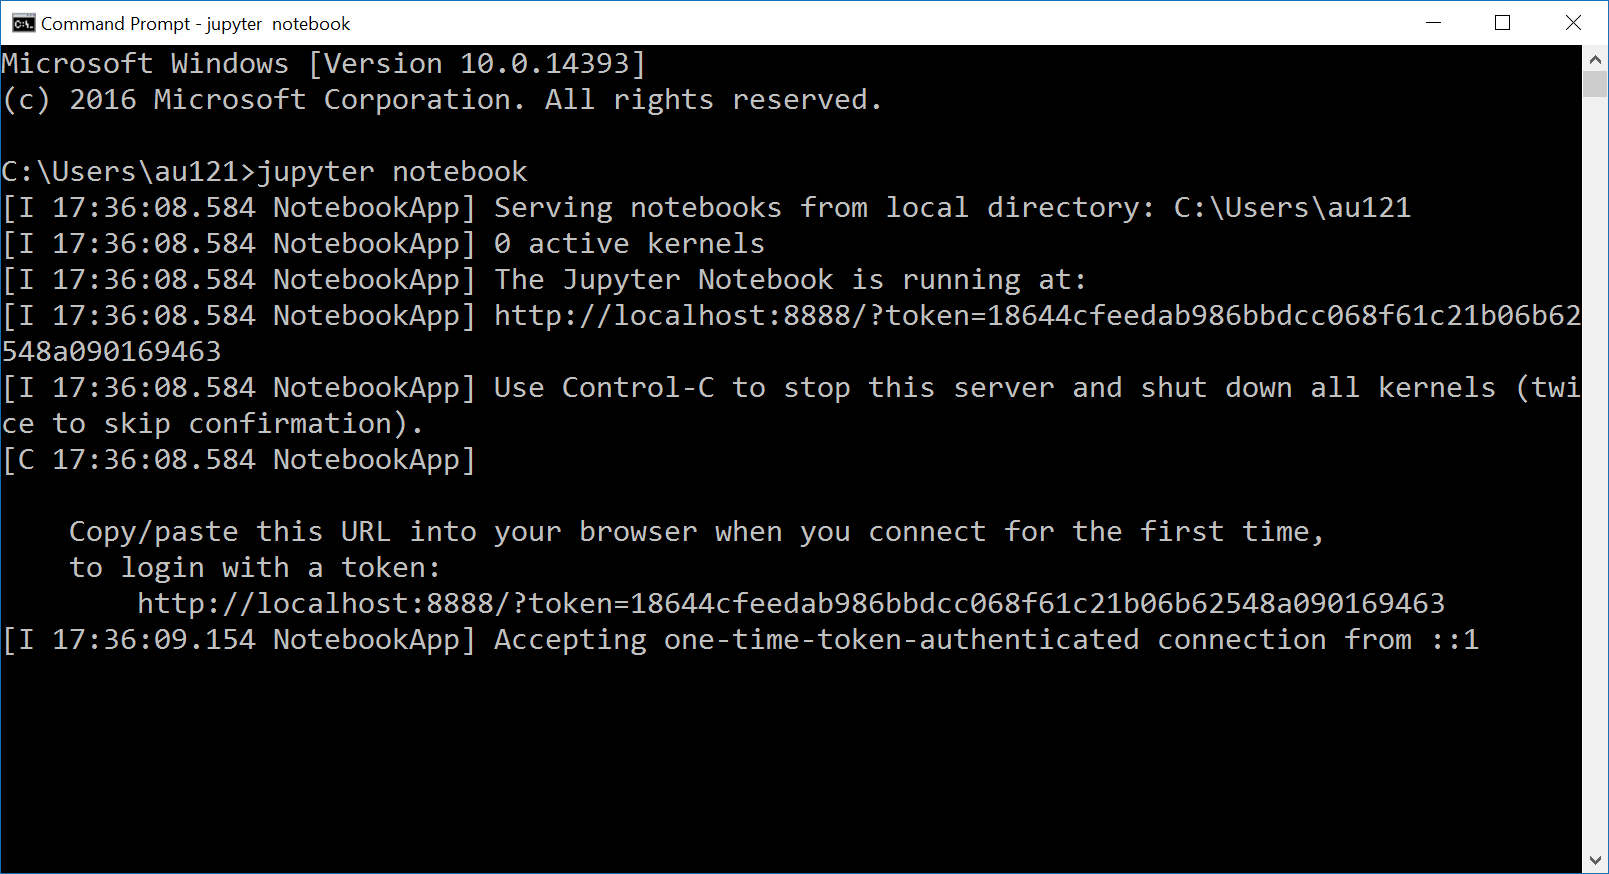 Command Prompt - jupyter  notebook
Microsoft Windows [Version 10.0.14393]
(c) 2016 Microsoft Corporation. All rights reserved.
C:\Users\au121>jupyter notebook
[I 17:36:08.584 NotebookApp] Serving notebooks from local directory: C:\Users\au121
[I 17:36:08.584 NotebookApp] 0 active kernels
[I 17:36:08.584 NotebookApp] The Jupyter Notebook is running at:
[I 17:36:08.584 NotebookApp] http://localhost:8888/?token=18644cfeedab986bbdcc068f61c21b06b62
548a090169463
[I 17:36:08.584 NotebookApp] Use Control-C to stop this server and shut down all kernels (twi
ce to skip confirmation).
[C 17:36:08.584 NotebookApp]
Copy/paste this URL into your browser when you connect for the first time,
to login with a token:
http://localhost:8888/?token=18644cfeedab986bbdcc068f61c21b06b62548a090169463
[I 17:36:09.154 NotebookApp] Accepting one-time-token-authenticated connection from ::1